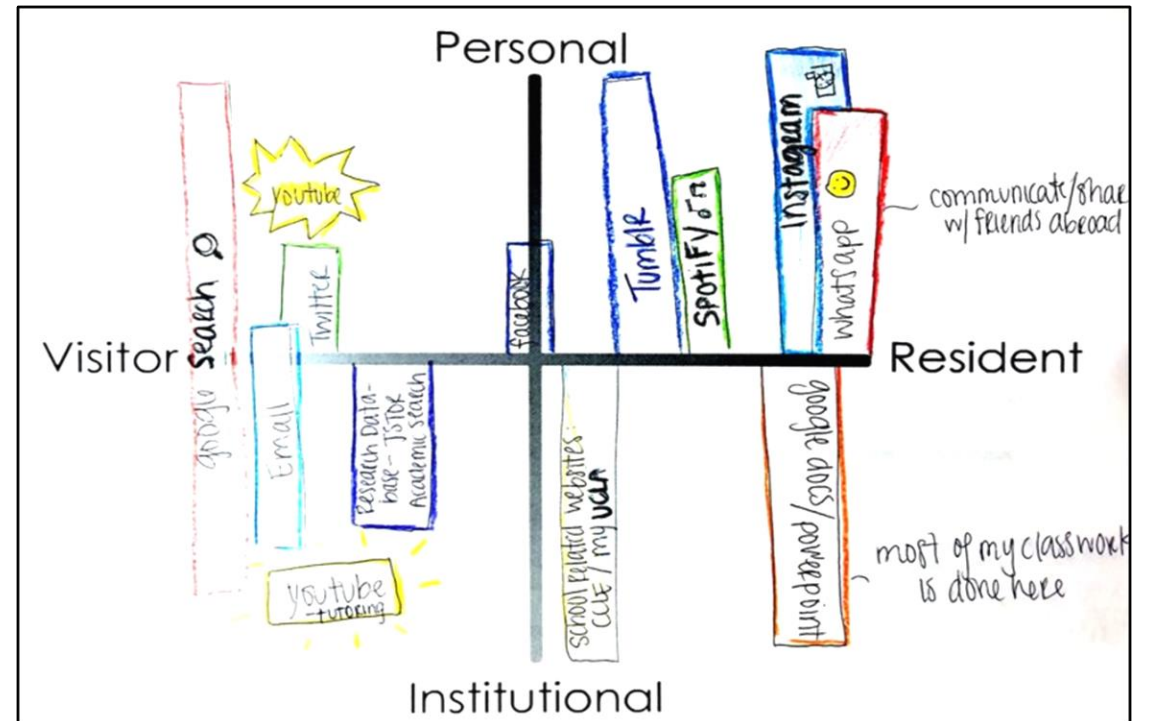 Personal
Instagram
Tumblr
youtube
whatsapp
communicate/shar
w/ friends abroad
Spotify
google search
Twitter
facebook
Visitor
Resident
Email
Research Data-
base - JSTOR
Academic search
school related websites
CCLE / my UCLA
google docs/powerpoint
most of my classwork
is done here
youtube
-tutoring
Institutional